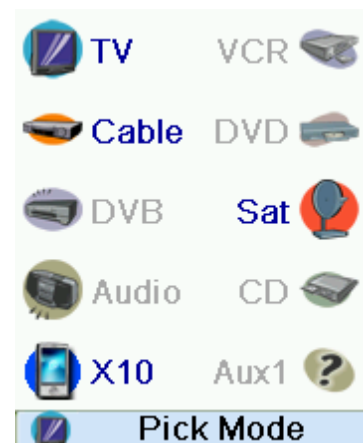 TV VCR
Cable DVD
DVB Sat
Audio CD
X10 Aux1 ?
Pick Mode